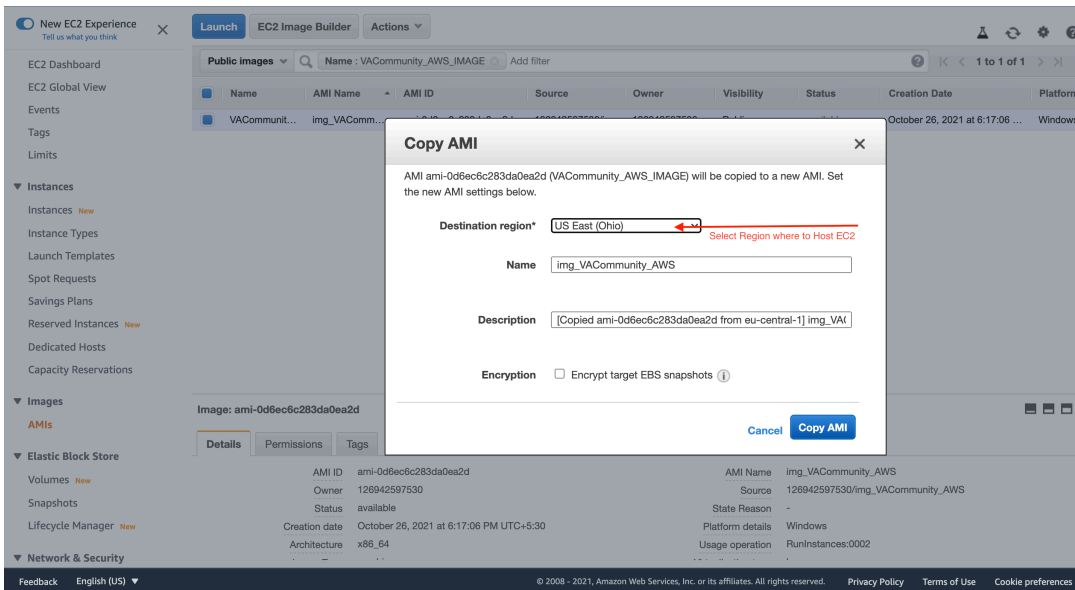 New EC2 Experience
Tell us what you think
EC2 Dashboard
EC2 Global View
Events
Tags
Limits
Instances
Instances New
Instance Types
Launch Templates
Spot Requests
Savings Plans
Reserved Instances New
Dedicated Hosts
Capacity Reservations
Images
AMIs
Elastic Block Store
Volumes New
Snapshots
Lifecycle Manager New
Network & Security
Launch EC2 Image Builder Actions
Public images Name : VACommunity_AWS_IMAGE Add filter 1 to 1 of 1
Name AMI Name AMI ID Source Owner Visibility Status Creation Date Platform
VACommunit... img_VAComm... October 26, 2021 at 6:17:06 ... Windows
Copy AMI
AMI ami-0d6ec6c283da0ea2d (VACommunity_AWS_IMAGE) will be copied to a new AMI. Set
the new AMI settings below.
Destination region* US East (Ohio)
Select Region where to Host EC2
Name img_VACommunity_AWS
Description [Copied ami-0d6ec6c283da0ea2d from eu-central-1] img_VA(
Encryption Encrypt target EBS snapshots
Cancel Copy AMI
Image: ami-0d6ec6c283da0ea2d
Details Permissions Tags
AMI ID ami-0d6ec6c283da0ea2d AMI Name img_VACommunity_AWS
Owner 126942597530 Source 126942597530/img_VACommunity_AWS
Status available State Reason -
Creation date October 26, 2021 at 6:17:06 PM UTC+5:30 Platform details Windows
Architecture x86_64 Usage operation RunInstances:0002
Feedback English (US) © 2008 - 2021, Amazon Web Services, Inc. or its affiliates. All rights reserved. Privacy Policy Terms of Use Cookie preferences